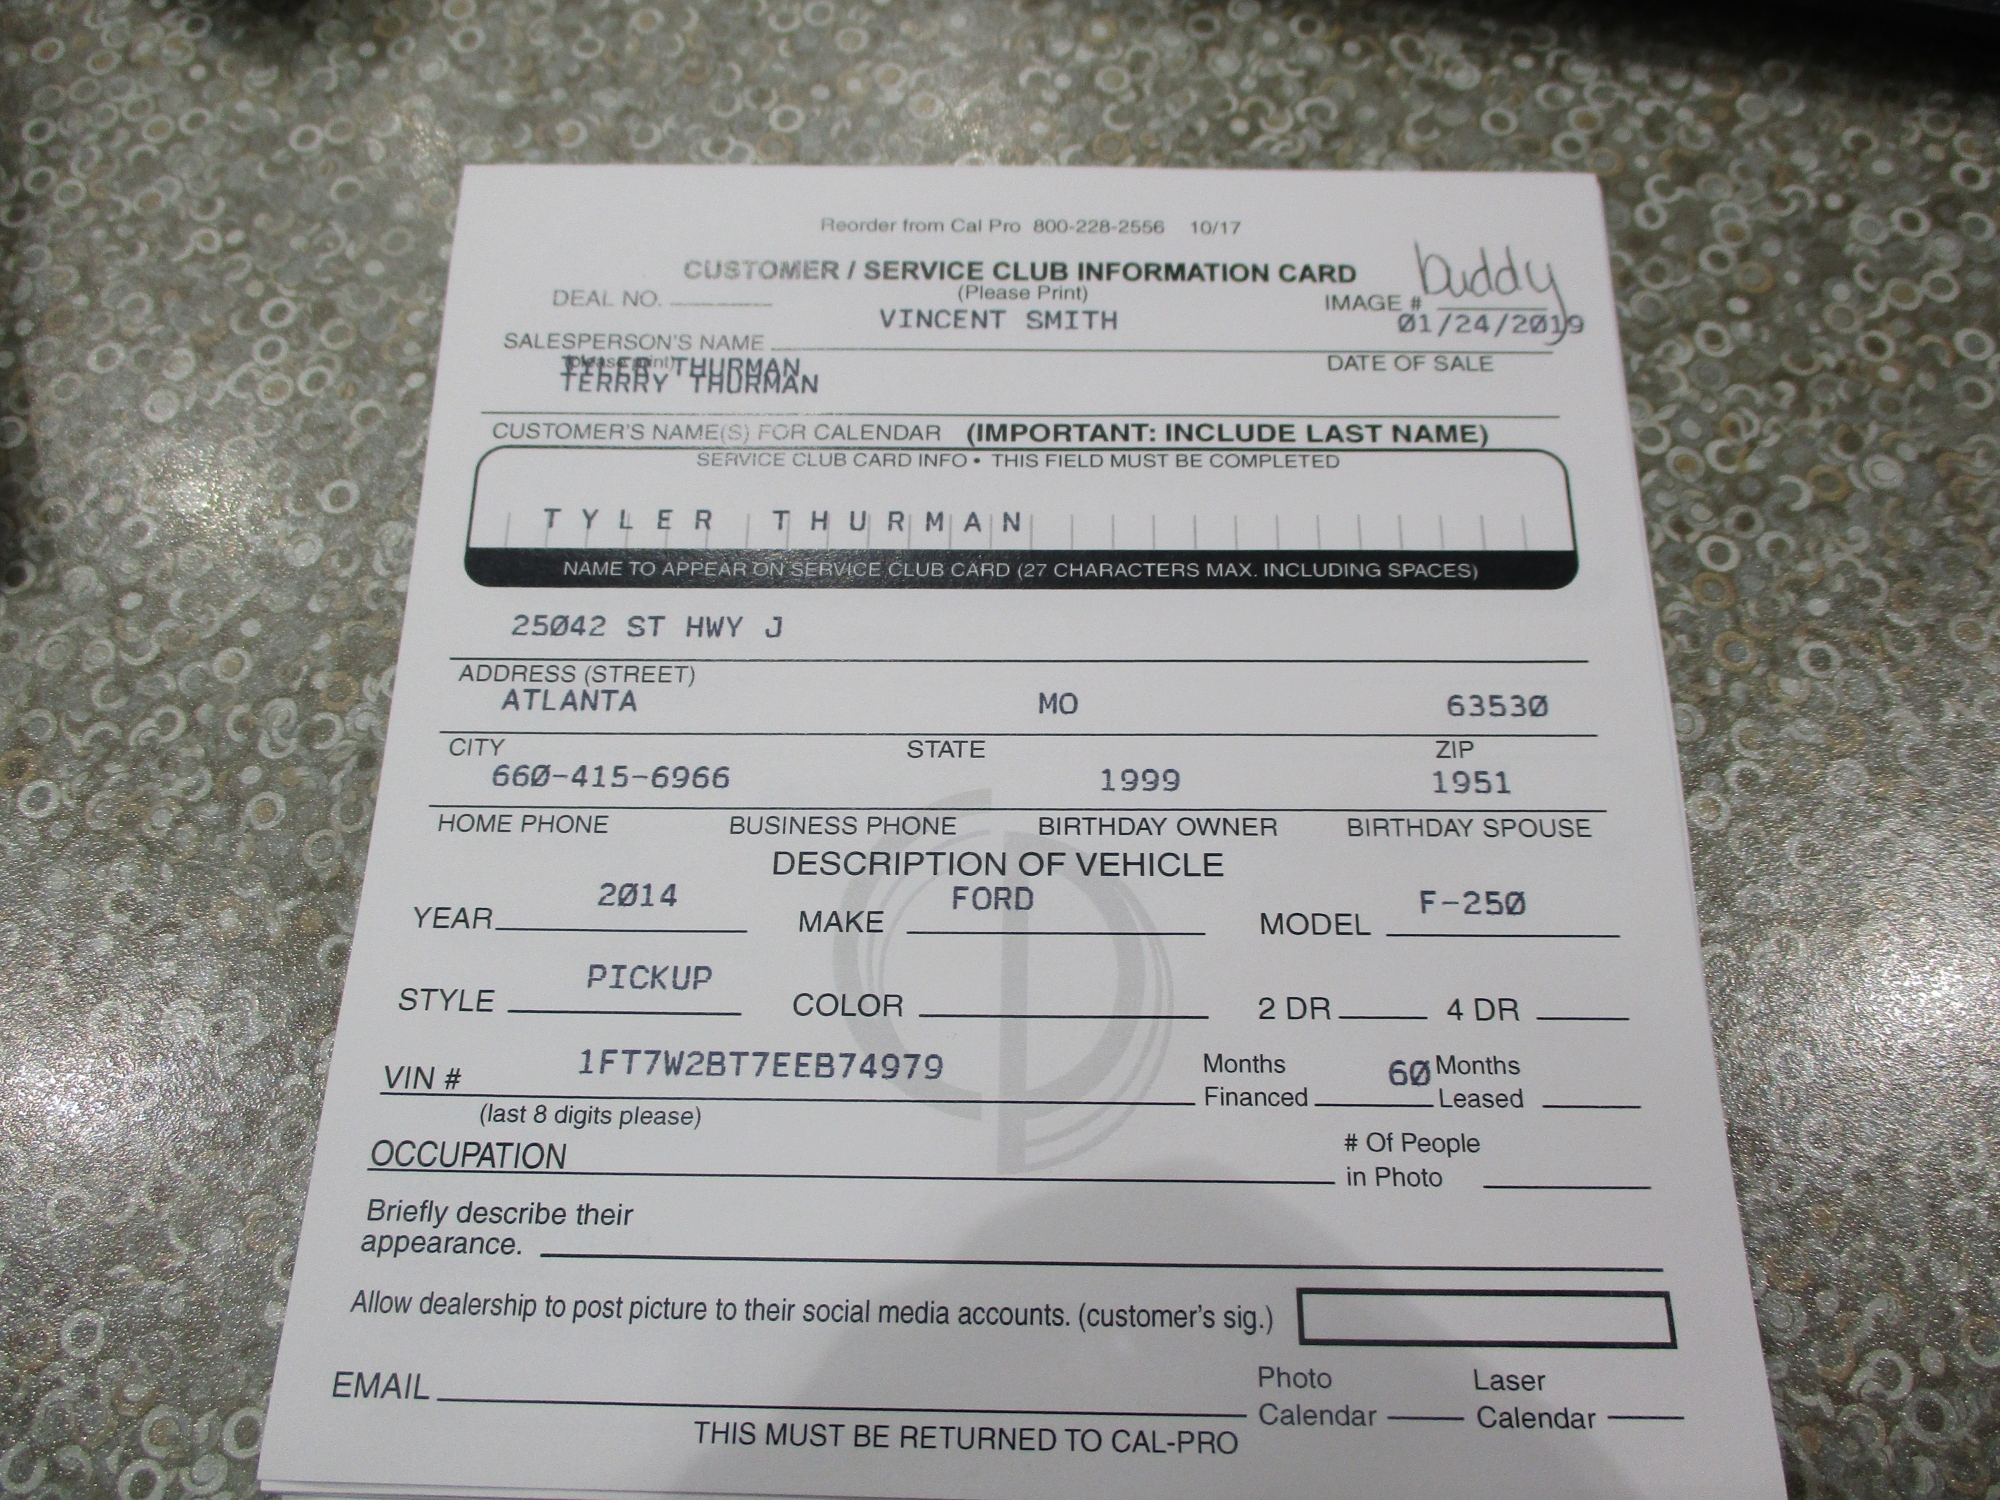 Reorder from Cal Pro 800-228-2556 10/17
CUSTOMER / SERVICE CLUB INFORMATION CARD
buddy
DEAL NO.
(Please Print)
IMAGE #
VINCENT SMITH
01/24/2019
SALESPERSON'S NAME
(please print)
DATE OF SALE
TYLER THURMAN
TERRRY THURMAN
CUSTOMER'S NAME(S) FOR CALENDAR (IMPORTANT: INCLUDE LAST NAME)
SERVICE CLUB CARD INFO • THIS FIELD MUST BE COMPLETED
TYLER THURMAN
NAME TO APPEAR ON SERVICE CLUB CARD (27 CHARACTERS MAX. INCLUDING SPACES)
25042 ST HWY J
ADDRESS (STREET)
ATLANTA MO 63530
CITY STATE ZIP
660-415-6966 1999 1951
HOME PHONE BUSINESS PHONE BIRTHDAY OWNER BIRTHDAY SPOUSE
DESCRIPTION OF VEHICLE
YEAR 2014 MAKE FORD MODEL F-250
STYLE PICKUP COLOR 2 DR 4 DR
VIN # 1FT7W2BT7EEB74979 Months Financed 60 Months Leased
(last 8 digits please)
OCCUPATION # Of People in Photo
Briefly describe their
appearance.
Allow dealership to post picture to their social media accounts. (customer's sig.)
EMAIL Photo Calendar Laser Calendar
THIS MUST BE RETURNED TO CAL-PRO